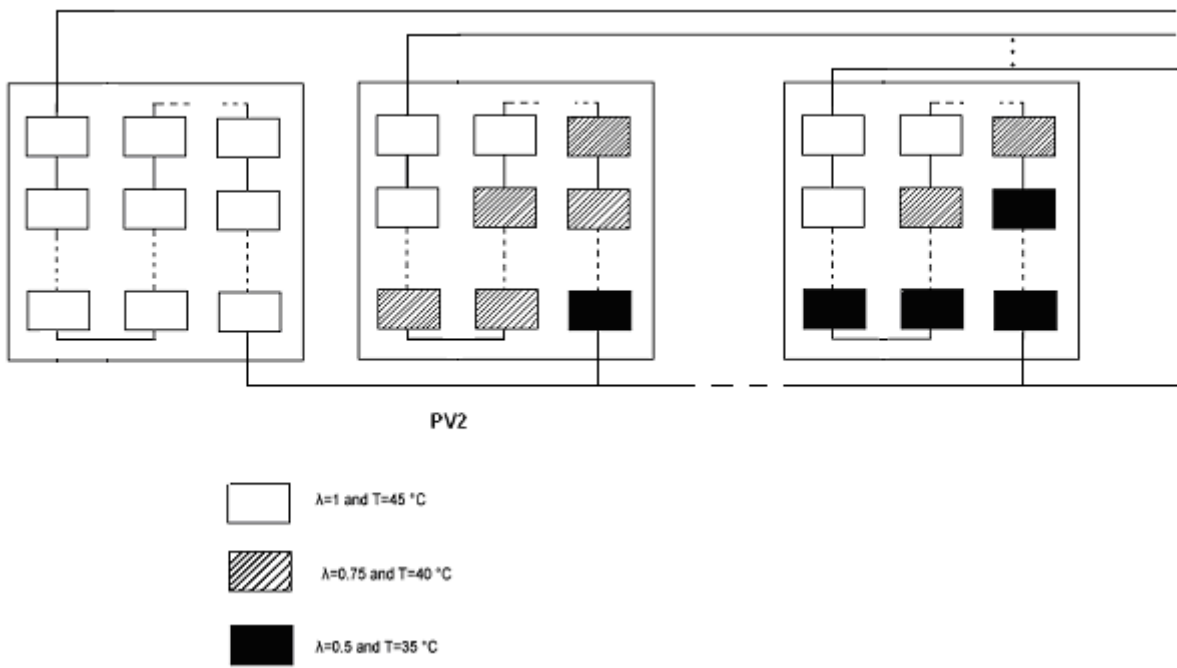 PV2
λ=1 and T=45 °C
λ=0.75 and T=40 °C
λ=0.5 and T=35 °C